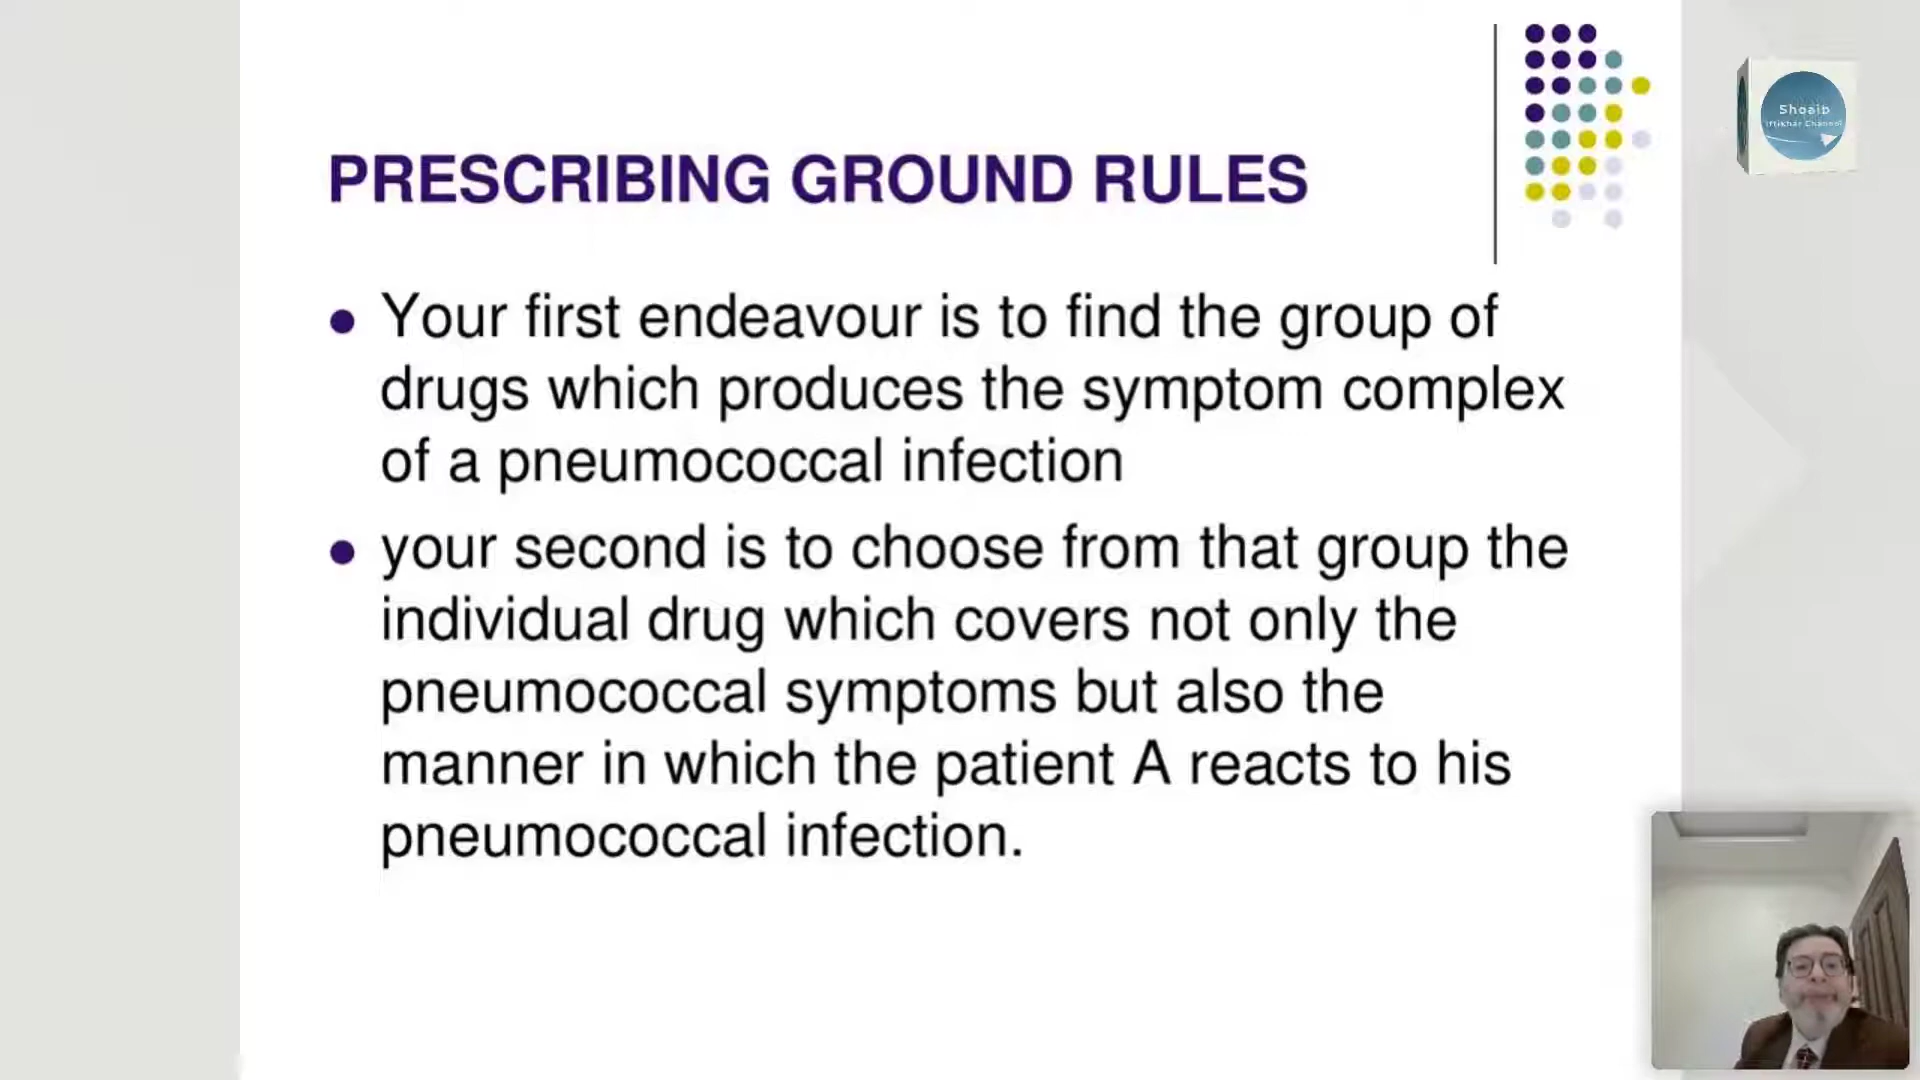 PRESCRIBING GROUND RULES
Your first endeavour is to find the group of
drugs which produces the symptom complex
of a pneumococcal infection
your second is to choose from that group the
individual drug which covers not only the
pneumococcal symptoms but also the
manner in which the patient A reacts to his
pneumococcal infection.
Shoaib
Iftikhar Channel